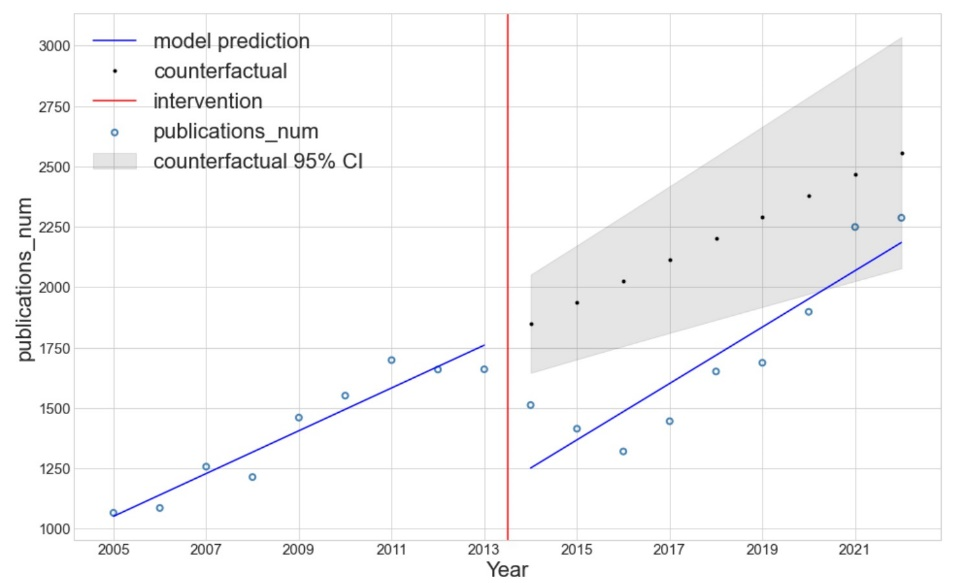 model prediction
counterfactual
intervention
publications_num
counterfactual 95% CI
publications_num
3000
2750
2500
2250
2000
1750
1500
1250
1000
2005 2007 2009 2011 2013 2015 2017 2019 2021
Year